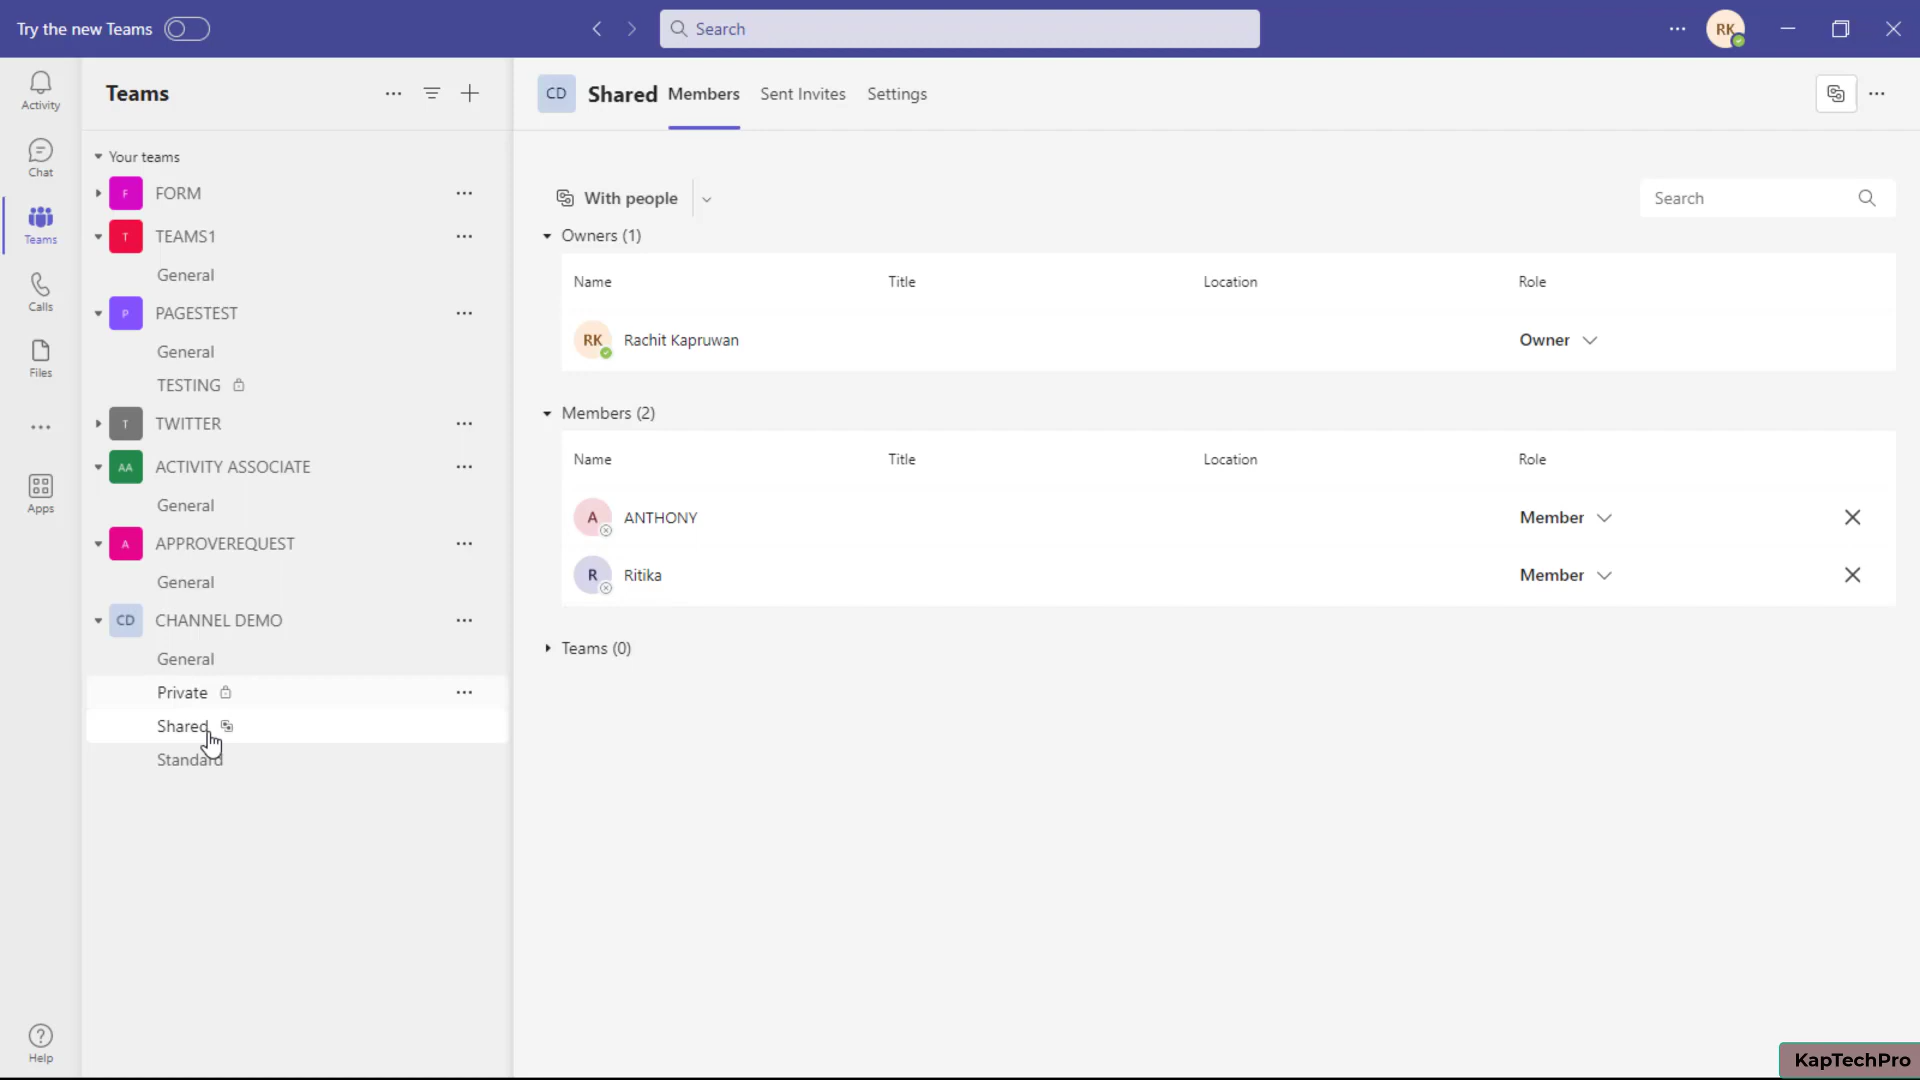 Try the new Teams
Search
RK
Activity
Chat
Teams
Calls
Files
Apps
Help
Teams
Your teams
F FORM
T TEAMS1
General
P PAGESTEST
General
TESTING
T TWITTER
AA ACTIVITY ASSOCIATE
General
A APPROVEREQUEST
General
CD CHANNEL DEMO
General
Private
Shared
Standard
CD Shared Members Sent Invites Settings
With people
Search
Owners (1)
Name Title Location Role
RK Rachit Kapruwan Owner
Members (2)
Name Title Location Role
A ANTHONY Member
R Ritika Member
Teams (0)
KapTechPro